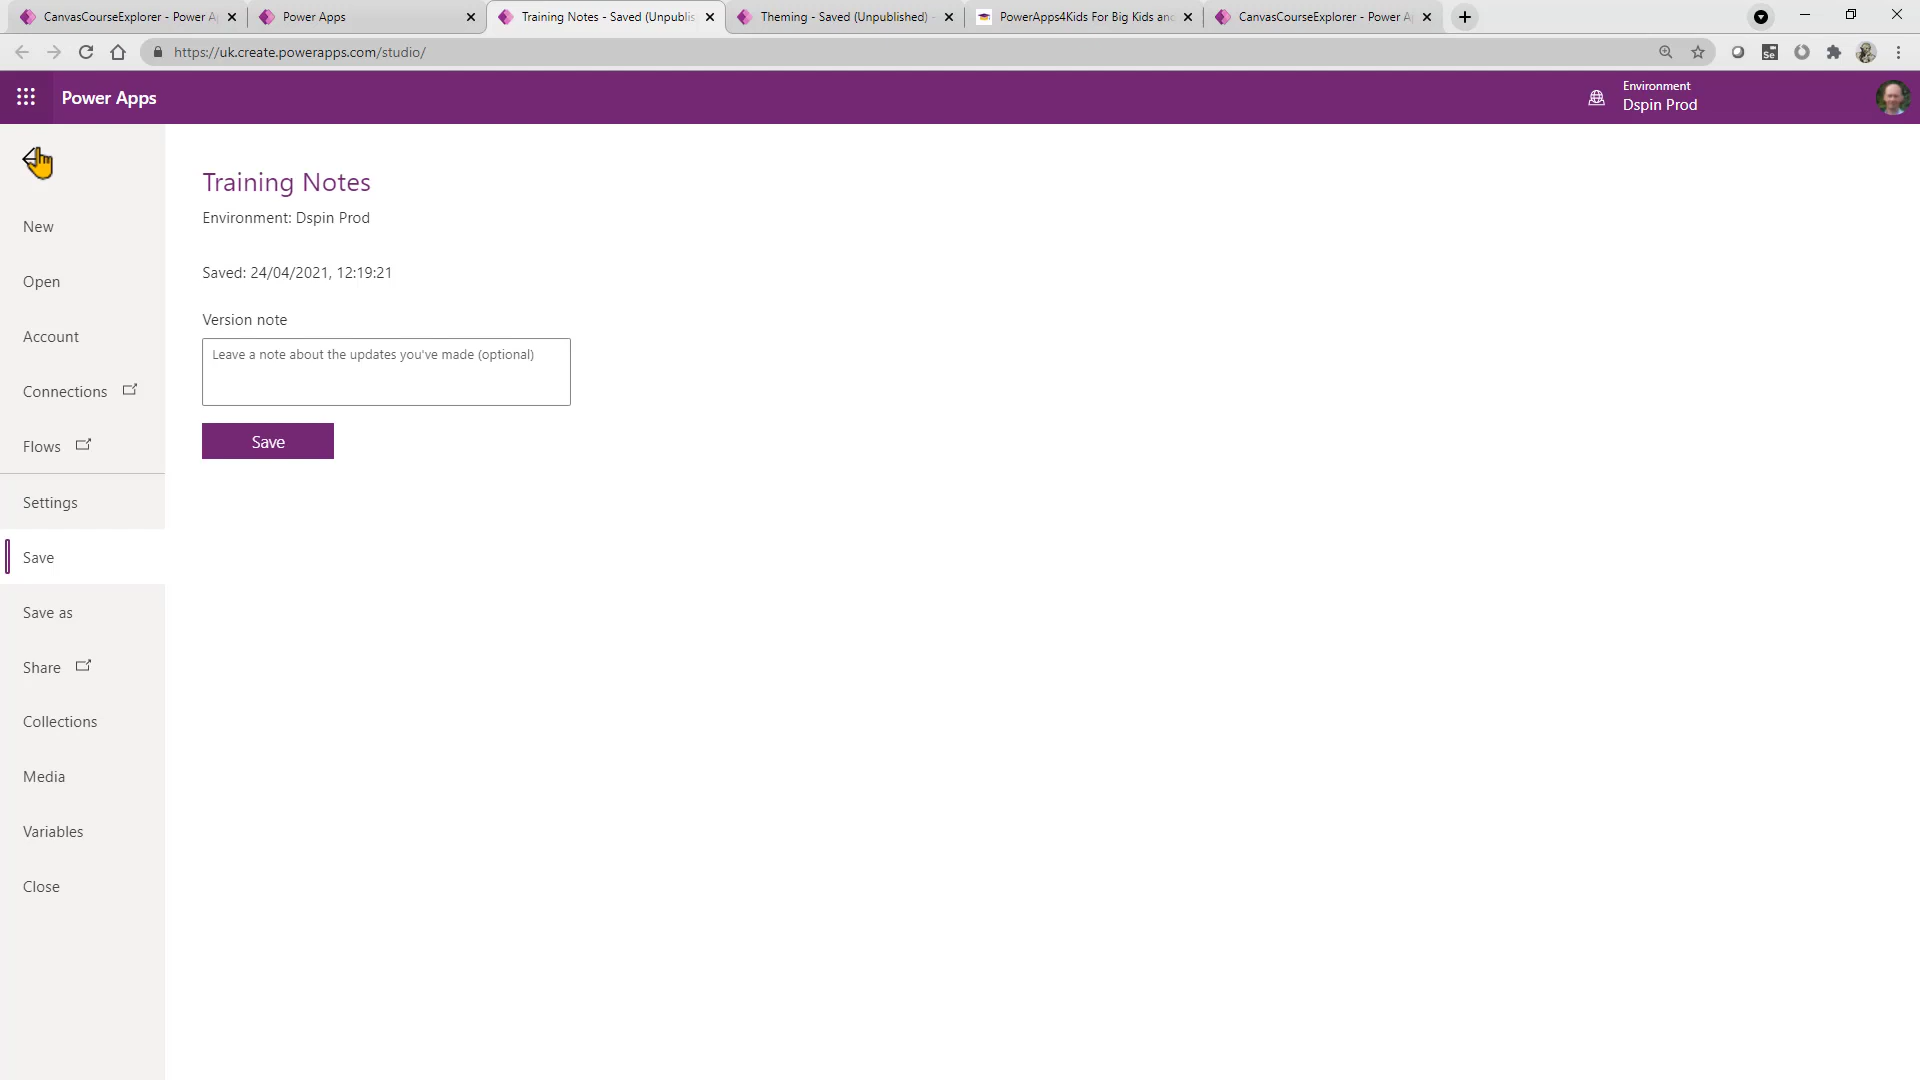 CanvasCourseExplorer - Power A
Power Apps
Training Notes - Saved (Unpublis
Theming - Saved (Unpublished) -
PowerApps4Kids For Big Kids and
CanvasCourseExplorer - Power A
https://uk.create.powerapps.com/studio/
Se
Power Apps
Environment
Dspin Prod
New
Open
Account
Connections
Flows
Settings
Save
Save as
Share
Collections
Media
Variables
Close
Training Notes
Environment: Dspin Prod
Saved: 24/04/2021, 12:19:21
Version note
Leave a note about the updates you've made (optional)
Save